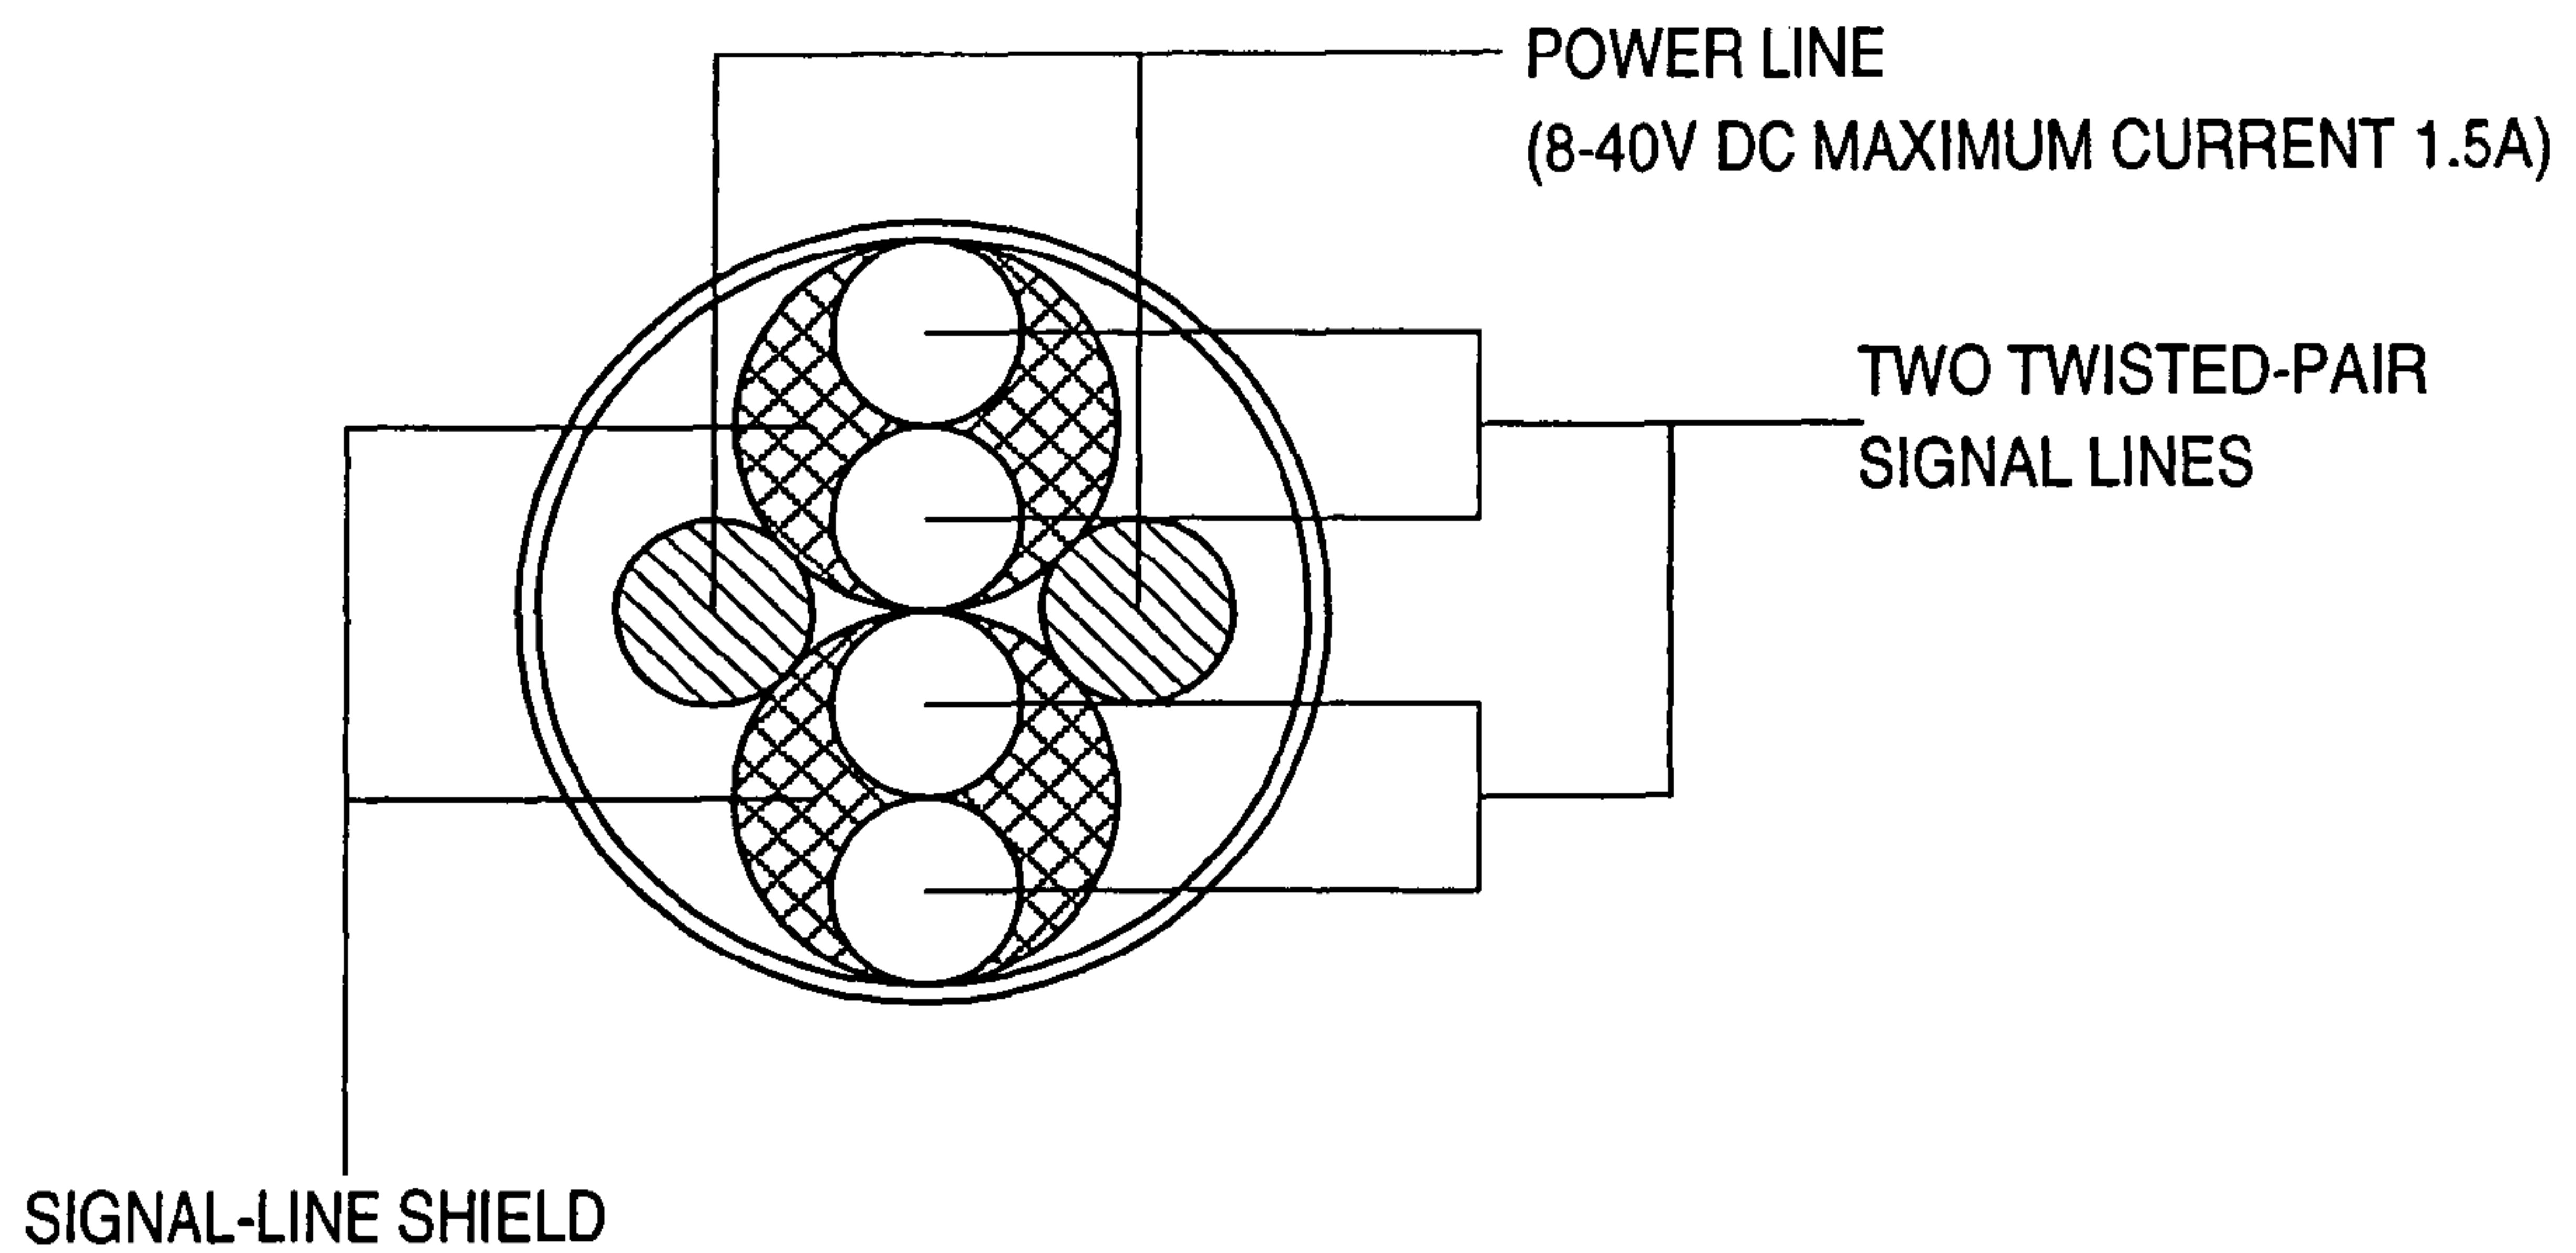 POWER LINE
(8-40V DC MAXIMUM CURRENT 1.5A)
TWO TWISTED-PAIR
SIGNAL LINES
SIGNAL-LINE SHIELD